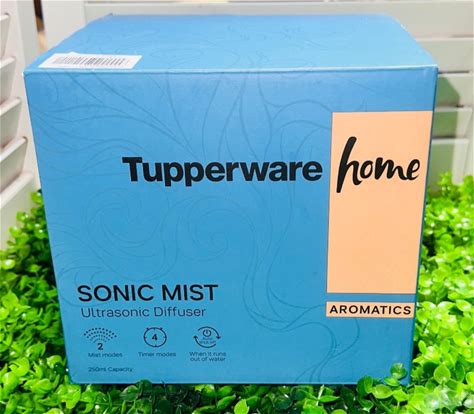 Tupperware home
AROMATICS
SONIC MIST
Ultrasonic Diffuser
2 4
Mist modes Timer modes When it runs
out of water
250ml Capacity